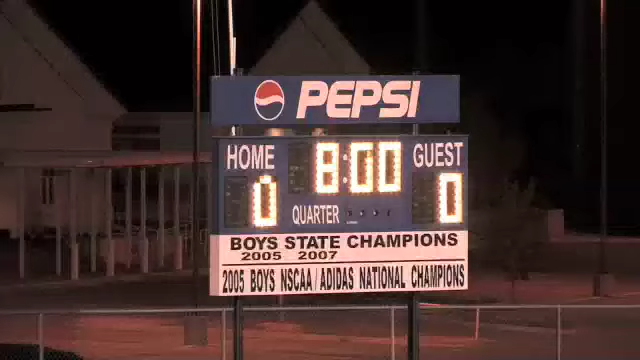 PEPSI
HOME 8:00 GUEST
0 QUARTER 0
BOYS STATE CHAMPIONS
2005 2007
2005 BOYS NSCAA/ADIDAS NATIONAL CHAMPIONS